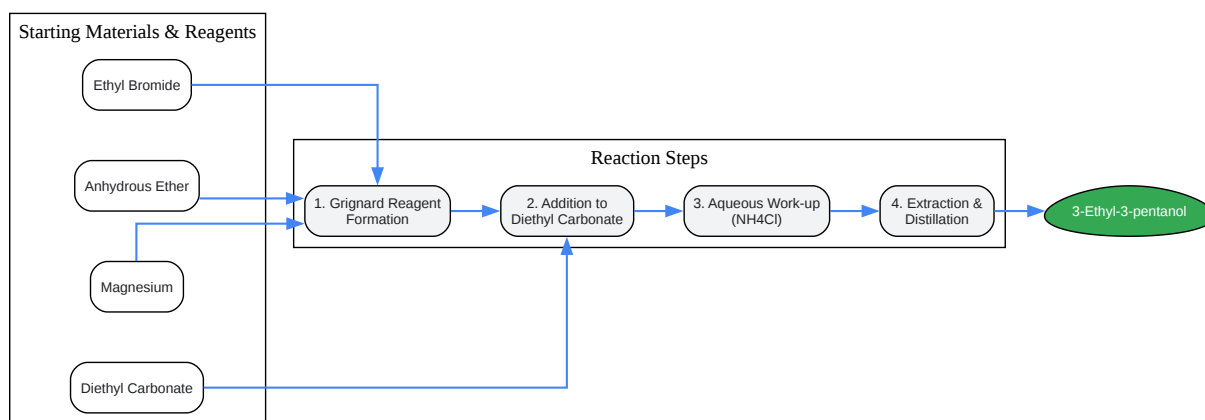 Starting Materials & Reagents
Ethyl Bromide
Anhydrous Ether
Magnesium
Diethyl Carbonate
Reaction Steps
1. Grignard Reagent
Formation
2. Addition to
Diethyl Carbonate
3. Aqueous Work-up
(NH4Cl)
4. Extraction &
Distillation
3-Ethyl-3-pentanol